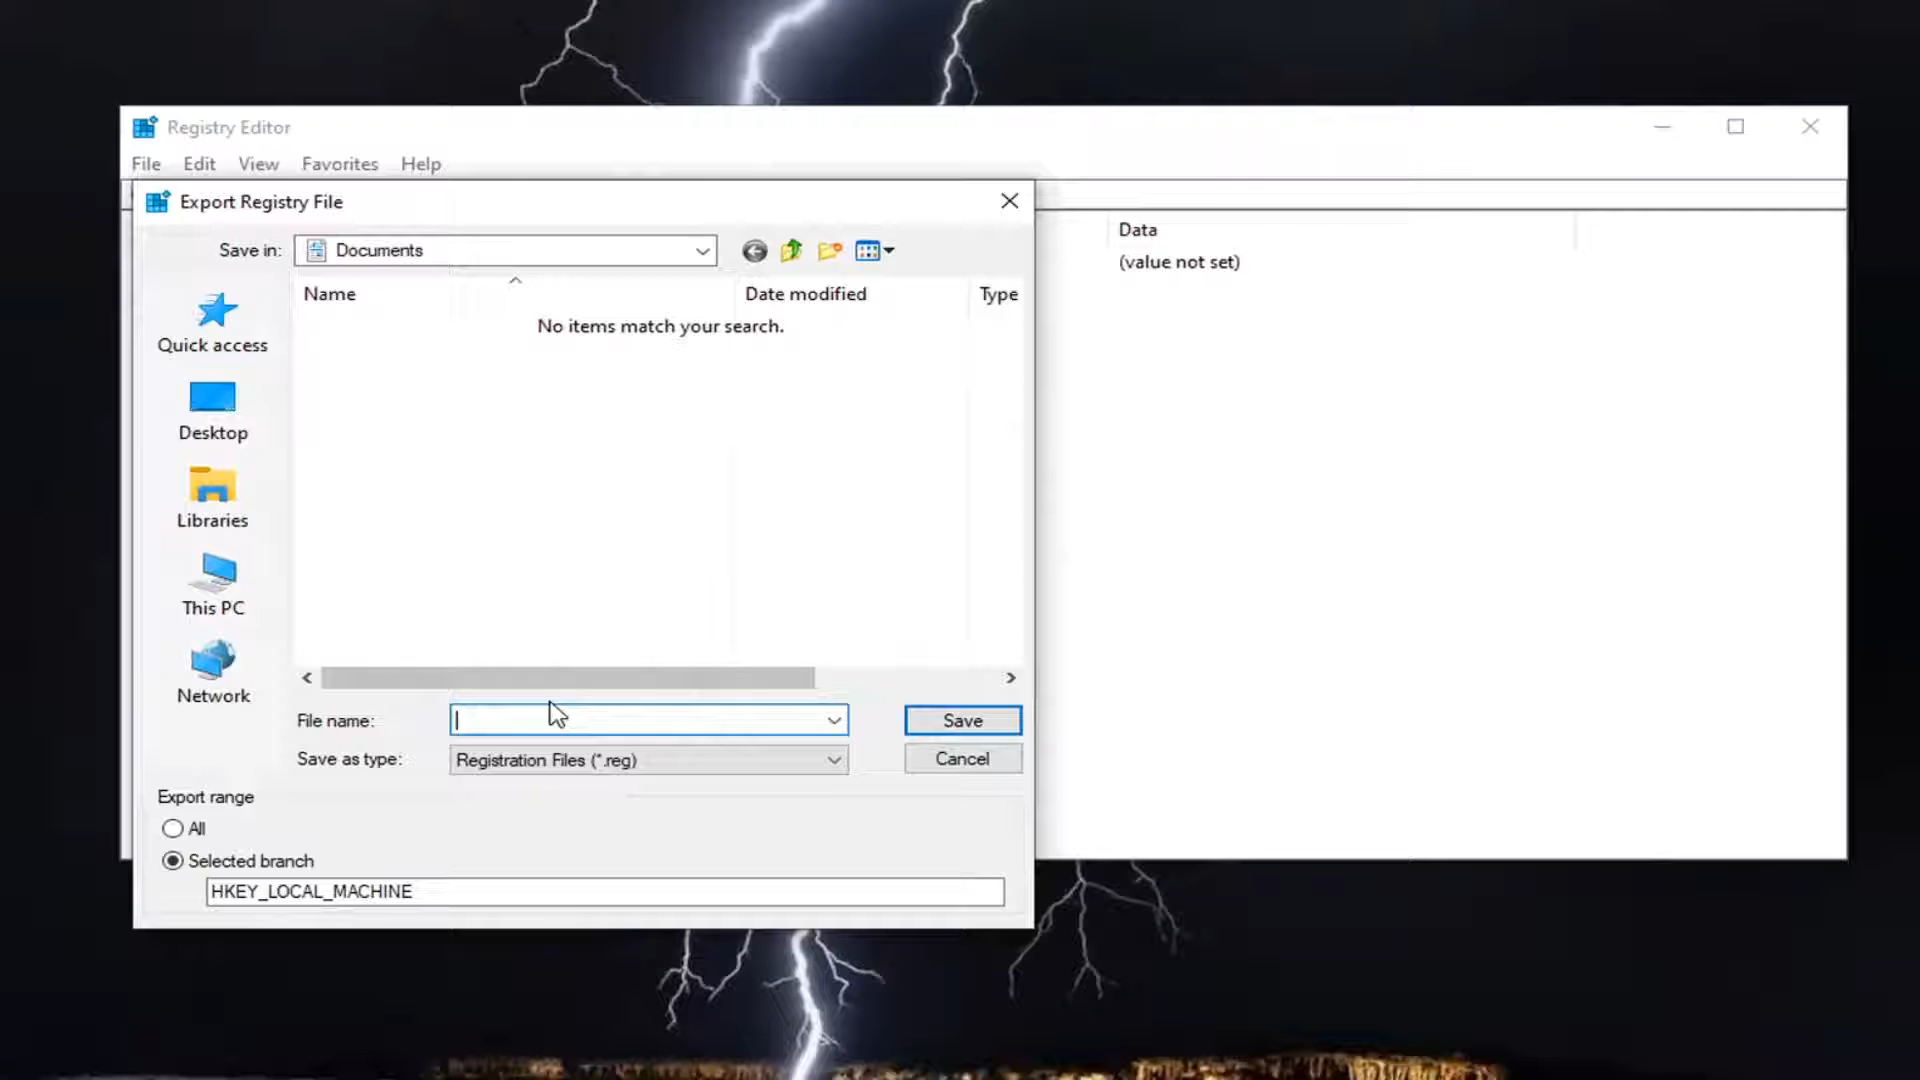 Registry Editor
File Edit View Favorites Help
Export Registry File
Save in: Documents
Data
(value not set)
Name Date modified Type
No items match your search.
Quick access
Desktop
Libraries
This PC
Network
File name: Save
Save as type: Registration Files (*.reg) Cancel
Export range
All
Selected branch
HKEY_LOCAL_MACHINE